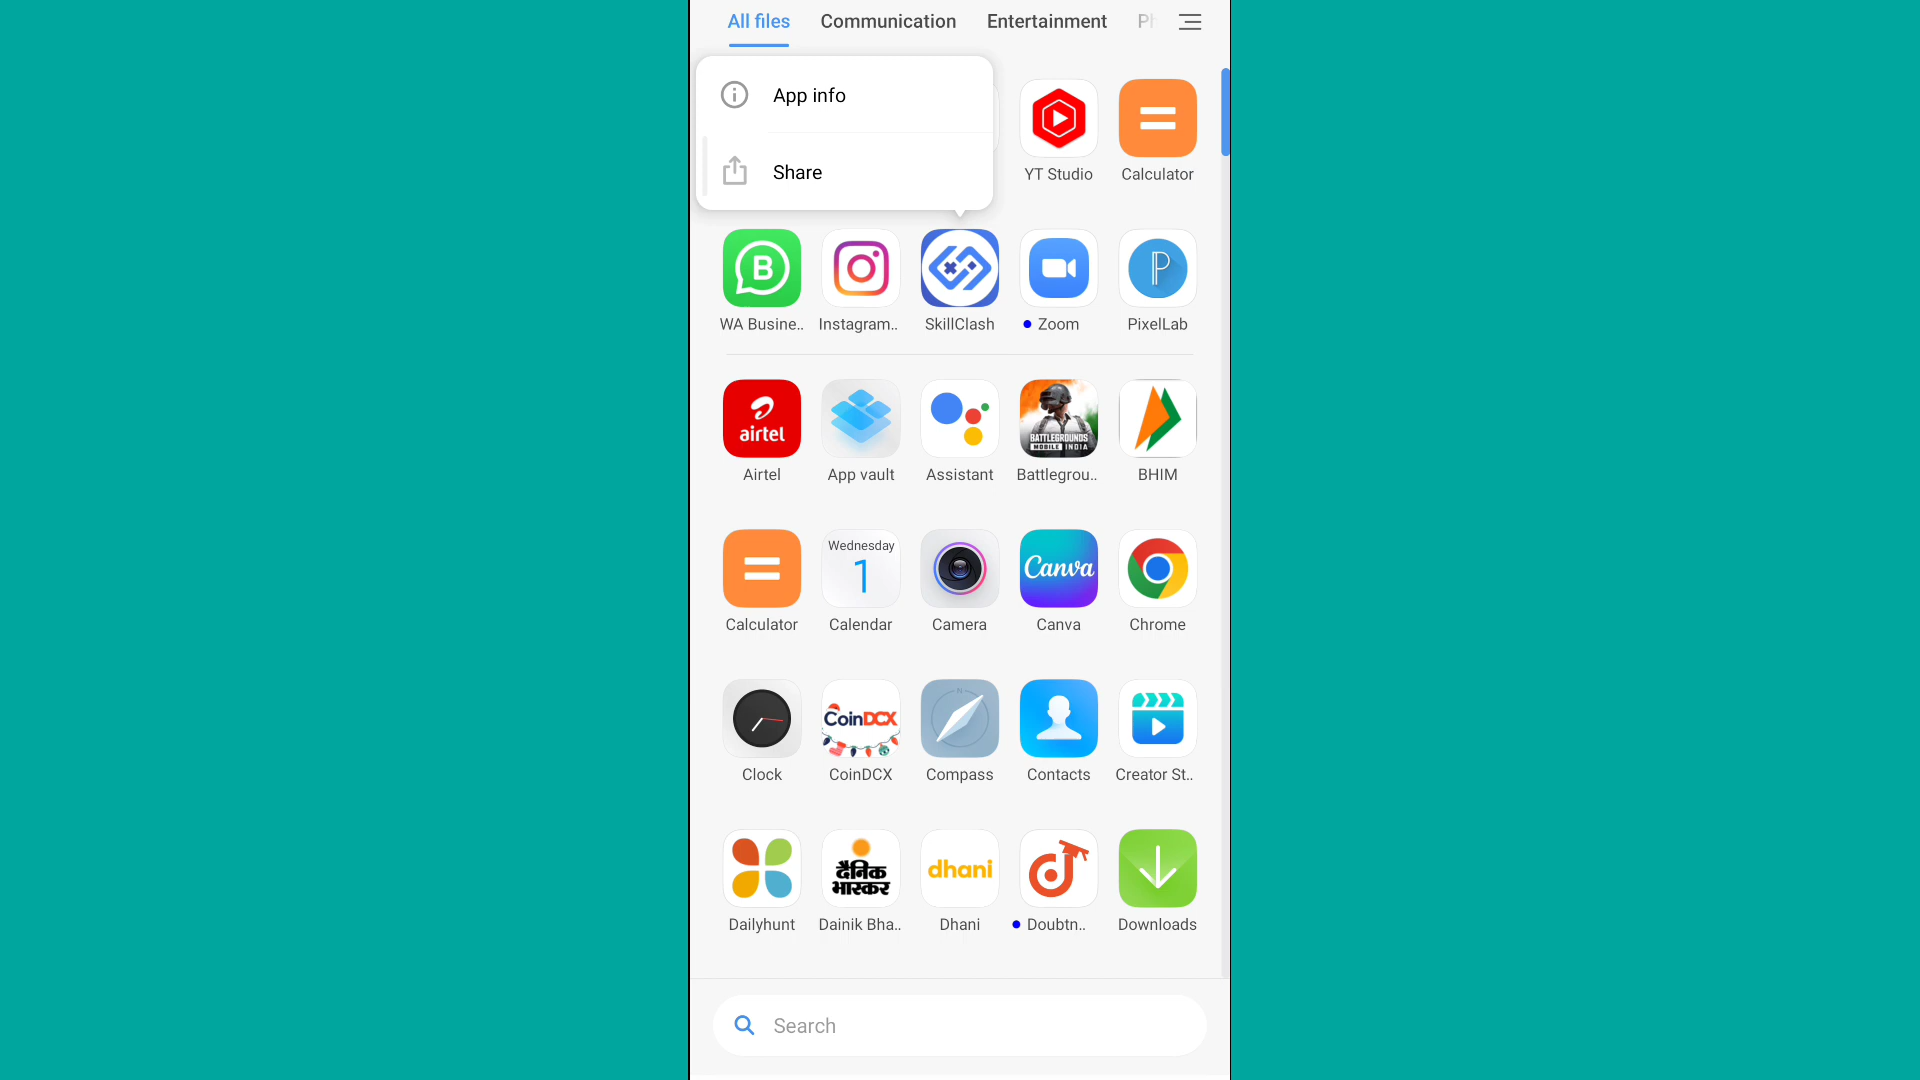 All files Communication Entertainment Ph
App info
Share
YT Studio Calculator
B
WA Busine.. Instagram.. SkillClash Zoom PixelLab
P
airtel
BATTLEGROUNDS
MOBILE INDIA
Airtel App vault Assistant Battlegrou.. BHIM
Wednesday
1
Canva
Calculator Calendar Camera Canva Chrome
CoinDCX
N
Clock CoinDCX Compass Contacts Creator St..
दैनिक
भास्कर
dhani
Dailyhunt Dainik Bha.. Dhani Doubtn.. Downloads
Search